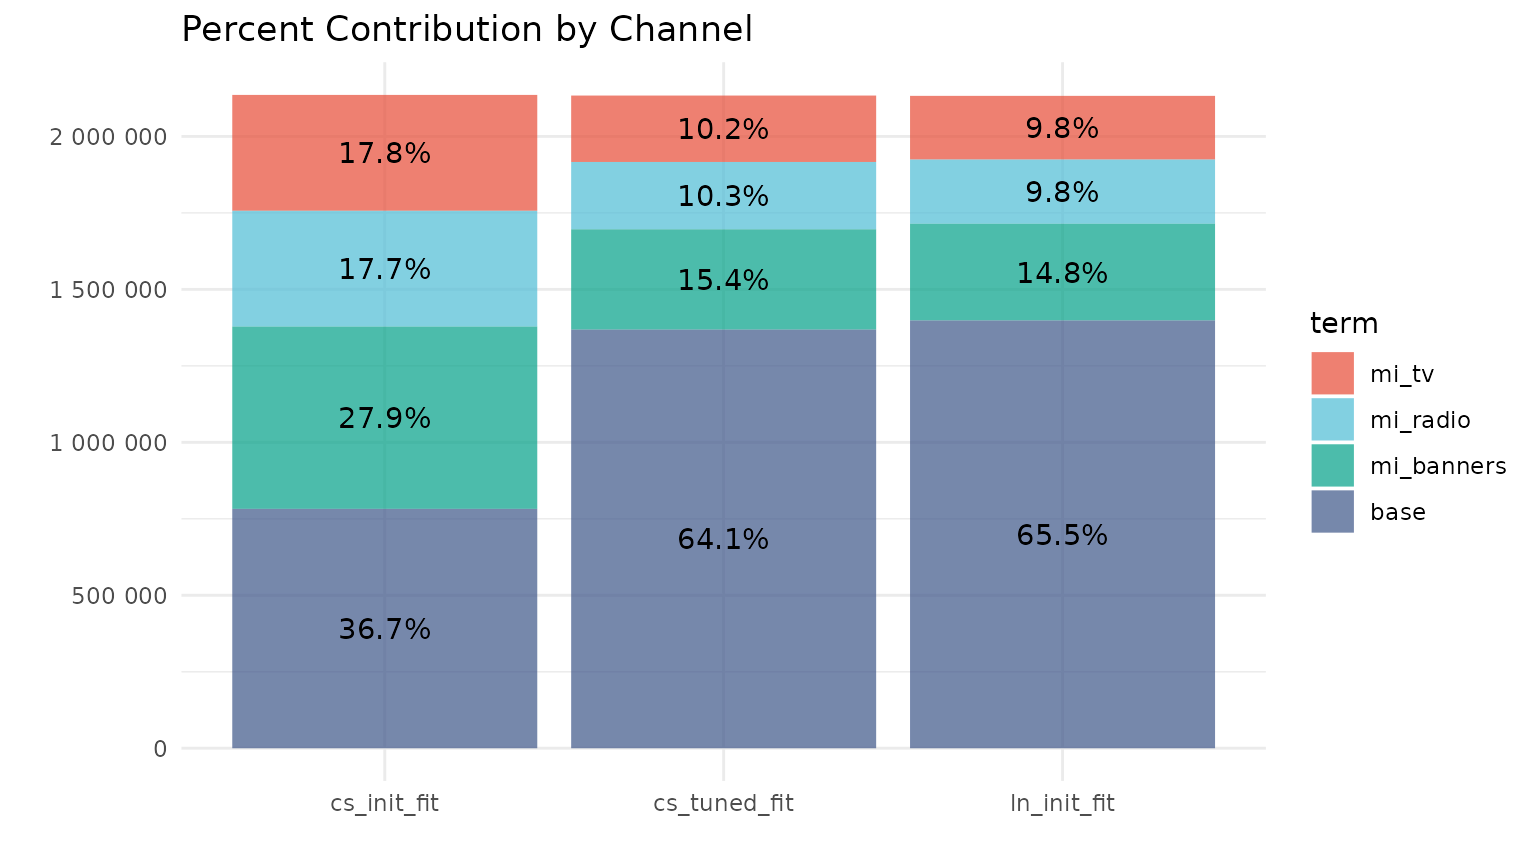 Percent Contribution by Channel
2 000 000
1 500 000
1 000 000
500 000
0
17.8%
17.7%
27.9%
36.7%
10.2%
10.3%
15.4%
64.1%
9.8%
9.8%
14.8%
65.5%
cs_init_fit
cs_tuned_fit
ln_init_fit
term
mi_tv
mi_radio
mi_banners
base